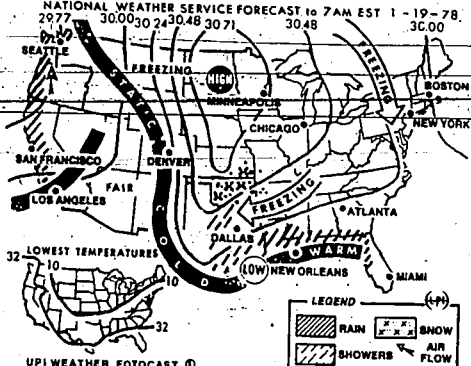 NATIONAL WEATHER SERVICE FORECAST to 7AM EST 1-19-78
29.77 30.00 30.24 30.48 30.71 30.48 30.00
SEATTLE
FREEZING
HIGH
FREEZING
BOSTON
STATIC
MINNEAPOLIS
NEW YORK
CHICAGO
SAN FRANCISCO
DENVER
FAIR
LOS ANGELES
FREEZING
ATLANTA
COLD
DALLAS
WARM
LOWEST TEMPERATURES
LOW
NEW ORLEANS
MIAMI
32
10
10
32
LEGEND
UPI
RAIN
SNOW
SHOWERS
AIR FLOW
UPI WEATHER FOTOCAST ©